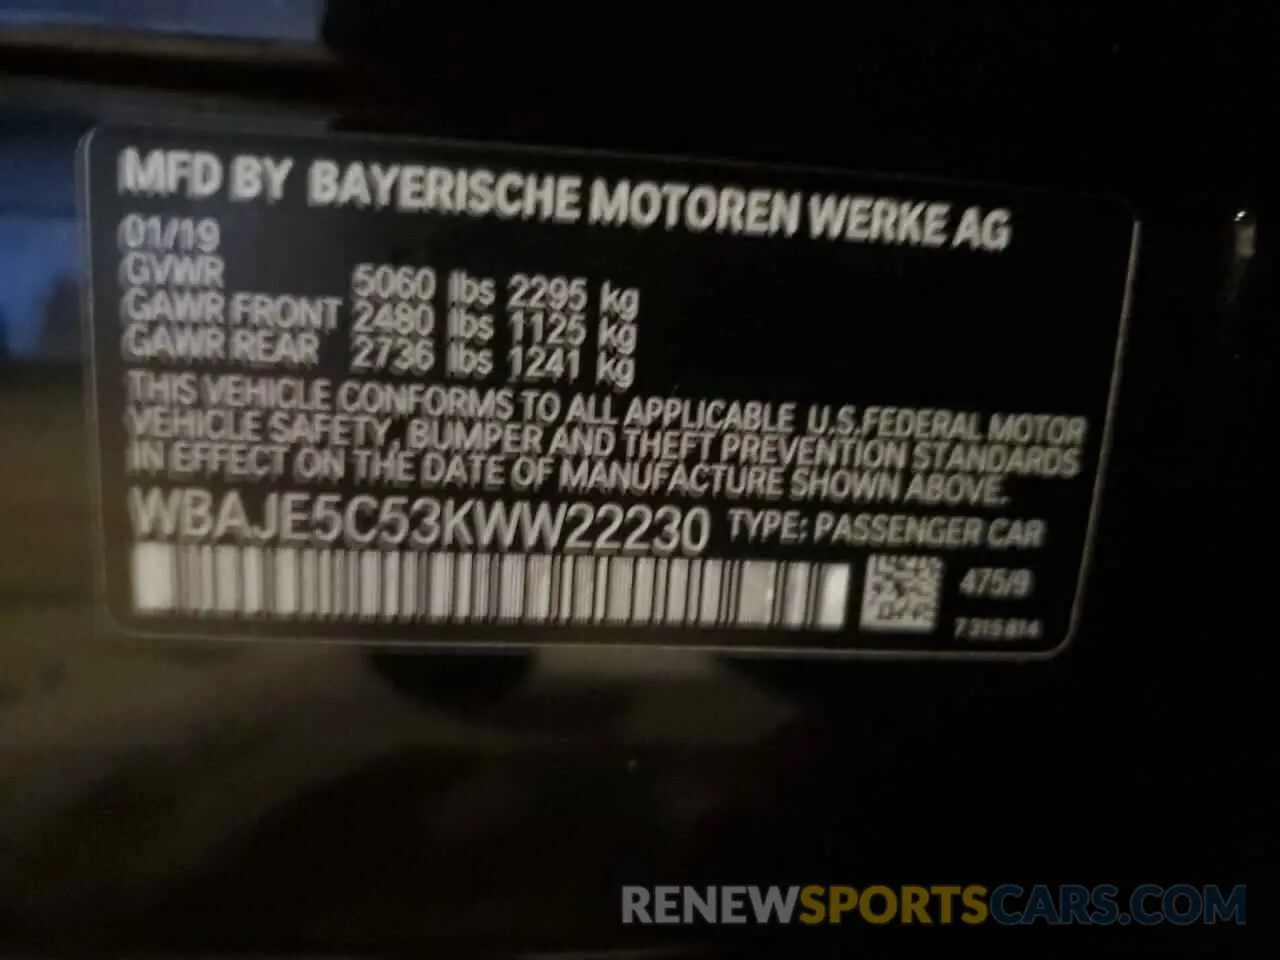 MFD BY BAYERISCHE MOTOREN WERKE AG
01/19
GVWR 5060 lbs 2295 kg
GAWR FRONT 2480 lbs 1125 kg
GAWR REAR 2736 lbs 1241 kg
THIS VEHICLE CONFORMS TO ALL APPLICABLE U.S.FEDERAL MOTOR
VEHICLE SAFETY, BUMPER AND THEFT PREVENTION STANDARDS
IN EFFECT ON THE DATE OF MANUFACTURE SHOWN ABOVE.
WBAJE5C53KWW22230 TYPE: PASSENGER CAR
475/9
7 315 814
RENEWSPORTSCARS.COM